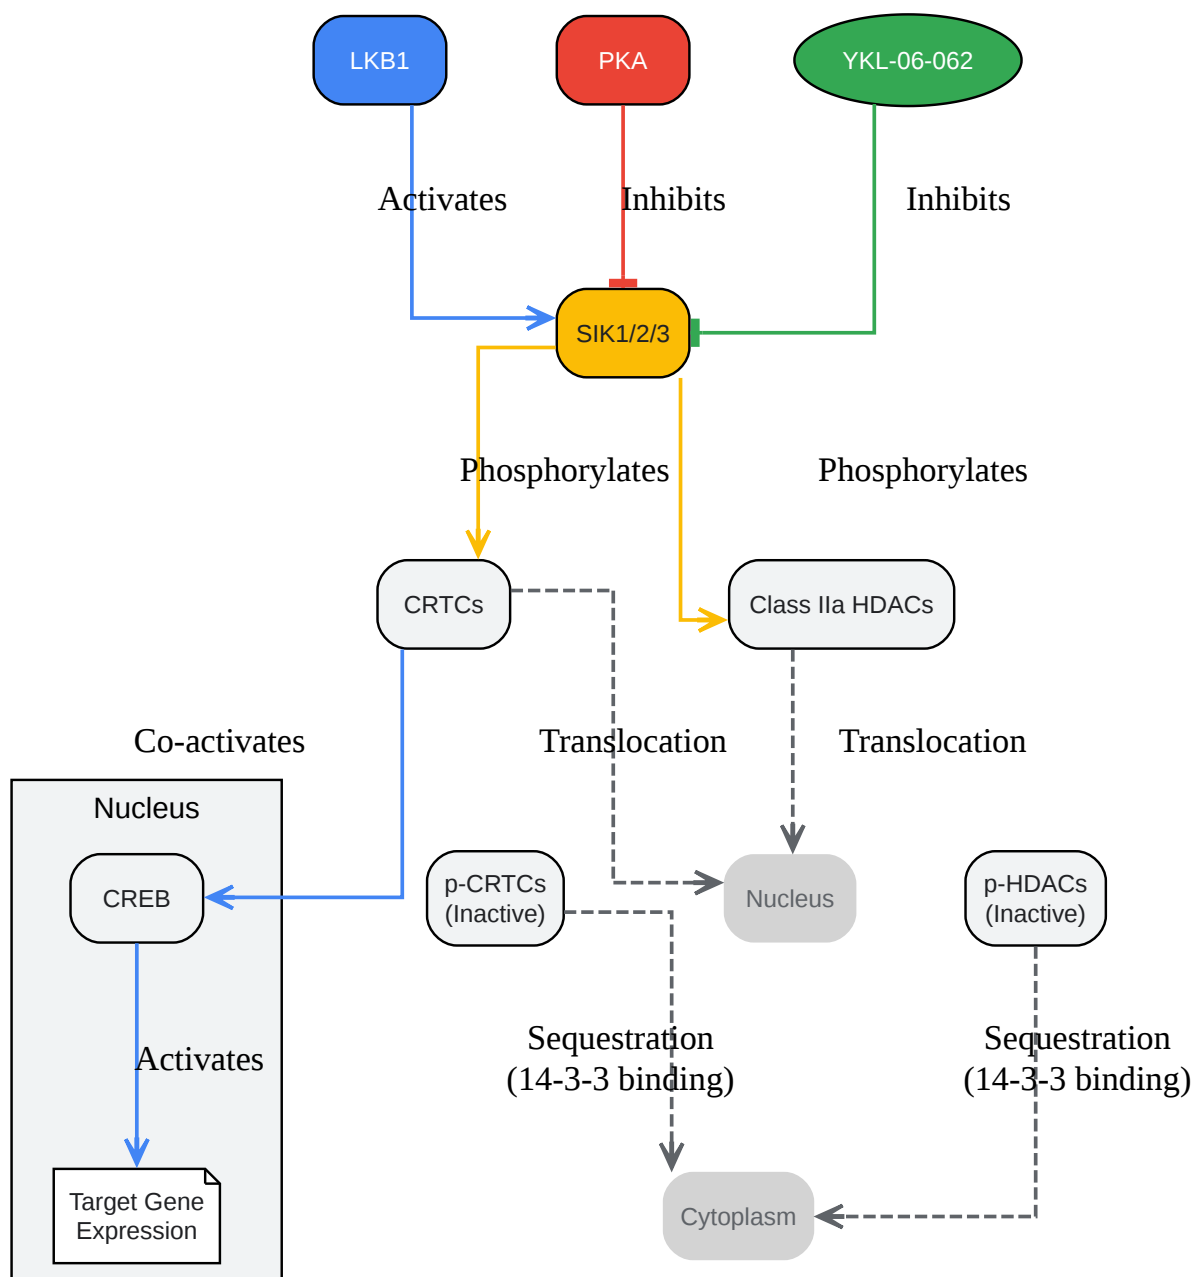 LKB1
PKA
YKL-06-062
Activates
Inhibits
Inhibits
SIK1/2/3
Phosphorylates
Phosphorylates
CRTCs
Class IIa HDACs
Co-activates
Translocation
Translocation
Nucleus
CREB
p-CRTCs
(Inactive)
Nucleus
p-HDACs
(Inactive)
Activates
Sequestration
(14-3-3 binding)
Sequestration
(14-3-3 binding)
Target Gene
Expression
Cytoplasm